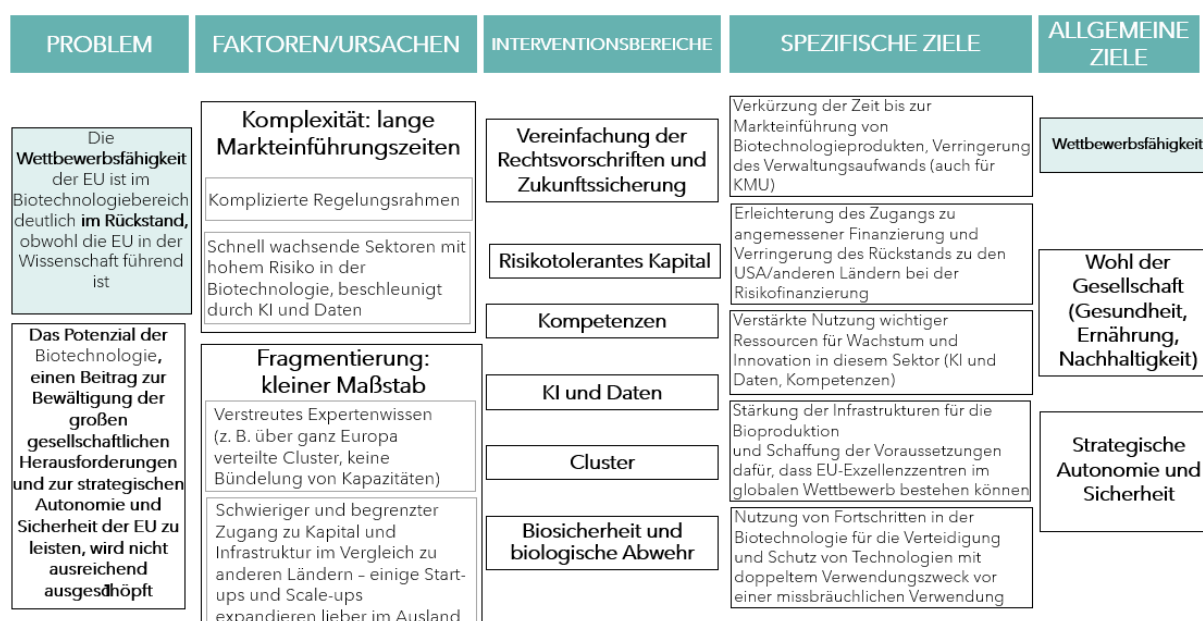 PROBLEM
FAKTOREN/URSACHEN
INTERVENTIONSBEREICHE
SPEZIFISCHE ZIELE
ALLGEMEINE
ZIELE
Die
Wettbewerbsfähigkeit
der EU ist im
Biotechnologiebereich
deutlich im Rückstand,
obwohl die EU in der
Wissenschaft führend
ist
Das Potenzial der
Biotechnologie,
einen Beitrag zur
Bewältigung der
großen
gesellschaftlichen
Herausforderungen
und zur strategischen
Autonomie und
Sicherheit der EU zu
leisten, wird nicht
ausreichend
ausgeschöpft
Komplexität: lange
Markteinführungszeiten
Komplizierte Regelungsrahmen
Schnell wachsende Sektoren mit
hohem Risiko in der
Biotechnologie, beschleunigt
durch KI und Daten
Fragmentierung:
kleiner Maßstab
Verstreutes Expertenwissen
(z. B. über ganz Europa
verteilte Cluster, keine
Bündelung von Kapazitäten)
Schwieriger und begrenzter
Zugang zu Kapital und
Infrastruktur im Vergleich zu
anderen Ländern – einige Start-
ups und Scale-ups
expandieren lieber im Ausland
Vereinfachung der
Rechtsvorschriften und
Zukunftssicherung
Risikotolerantes Kapital
Kompetenzen
KI und Daten
Cluster
Biosicherheit und
biologische Abwehr
Verkürzung der Zeit bis zur
Markteinführung von
Biotechnologieprodukten, Verringerung
des Verwaltungsaufwands (auch für
KMU)
Erleichterung des Zugangs zu
angemessener Finanzierung und
Verringerung des Rückstands zu den
USA/anderen Ländern bei der
Risikofinanzierung
Verstärkte Nutzung wichtiger
Ressourcen für Wachstum und
Innovation in diesem Sektor (KI und
Daten, Kompetenzen)
Stärkung der Infrastrukturen für die
Bioproduktion
und Schaffung der Voraussetzungen
dafür, dass EU-Exzellenzzentren im
globalen Wettbewerb bestehen können
Nutzung von Fortschritten in der
Biotechnologie für die Verteidigung
und Schutz von Technologien mit
doppeltem Verwendungszweck vor
einer missbräuchlichen Verwendung
Wettbewerbsfähigkeit
Wohl der
Gesellschaft
(Gesundheit,
Ernährung,
Nachhaltigkeit)
Strategische
Autonomie und
Sicherheit